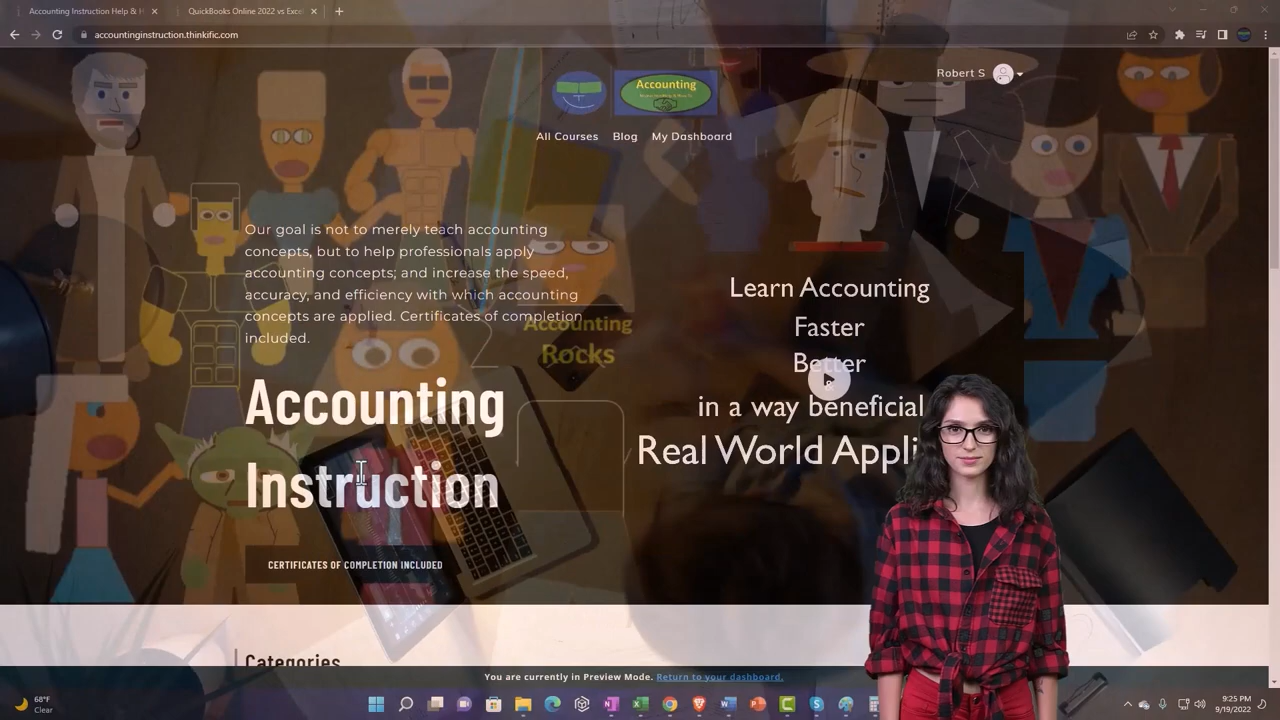 Accounting Instruction Help & H
QuickBooks Online 2022 vs Exce
accountinginstruction.thinkific.com
Robert S
Accounting
All Courses Blog My Dashboard
Our goal is not to merely teach accounting
concepts, but to help professionals apply
accounting concepts; and increase the speed,
accuracy, and efficiency with which accounting
concepts are applied. Certificates of completion
included.
Accounting
Rocks
Learn Accounting
Faster
Better
&
in a way beneficial
Real World Appli
Accounting
Instruction
CERTIFICATES OF COMPLETION INCLUDED
Categories
You are currently in Preview Mode. Return to your dashboard.
68°F
Clear
9:25 PM
9/19/2022